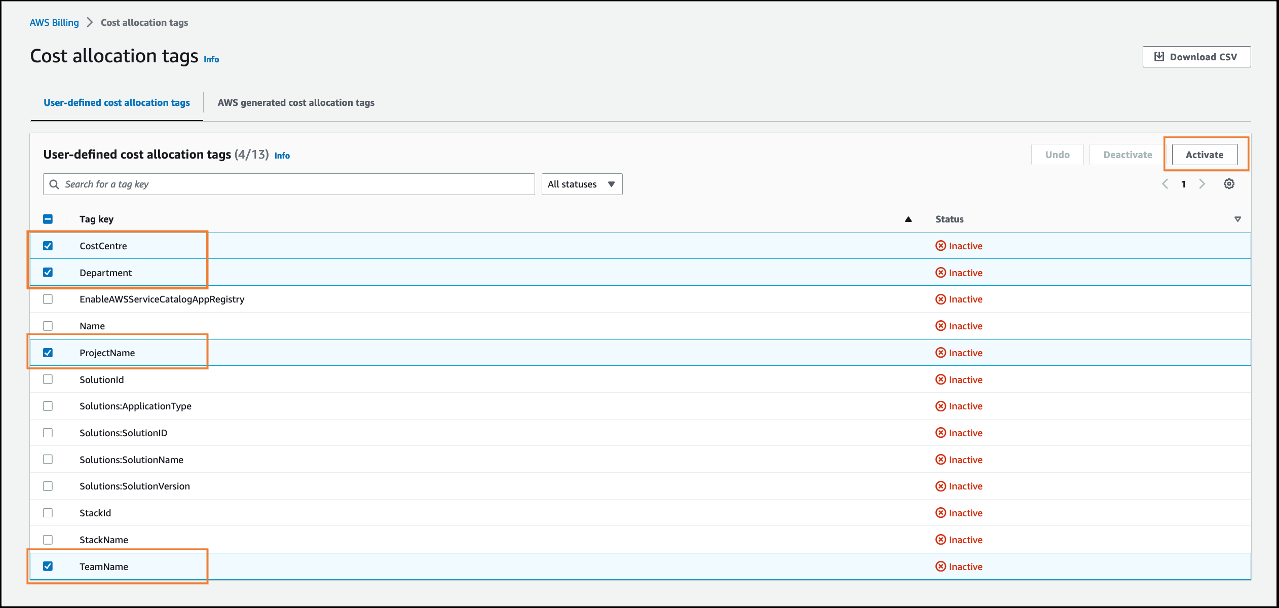 AWS Billing > Cost allocation tags
Cost allocation tags Info
Download CSV
User-defined cost allocation tags AWS generated cost allocation tags
User-defined cost allocation tags (4/13) Info Undo Deactivate Activate
Search for a tag key All statuses 1
Tag key Status
CostCentre Inactive
Department Inactive
EnableAWSServiceCatalogAppRegistry Inactive
Name Inactive
ProjectName Inactive
SolutionId Inactive
Solutions:ApplicationType Inactive
Solutions:SolutionID Inactive
Solutions:SolutionName Inactive
Solutions:SolutionVersion Inactive
StackId Inactive
StackName Inactive
TeamName Inactive